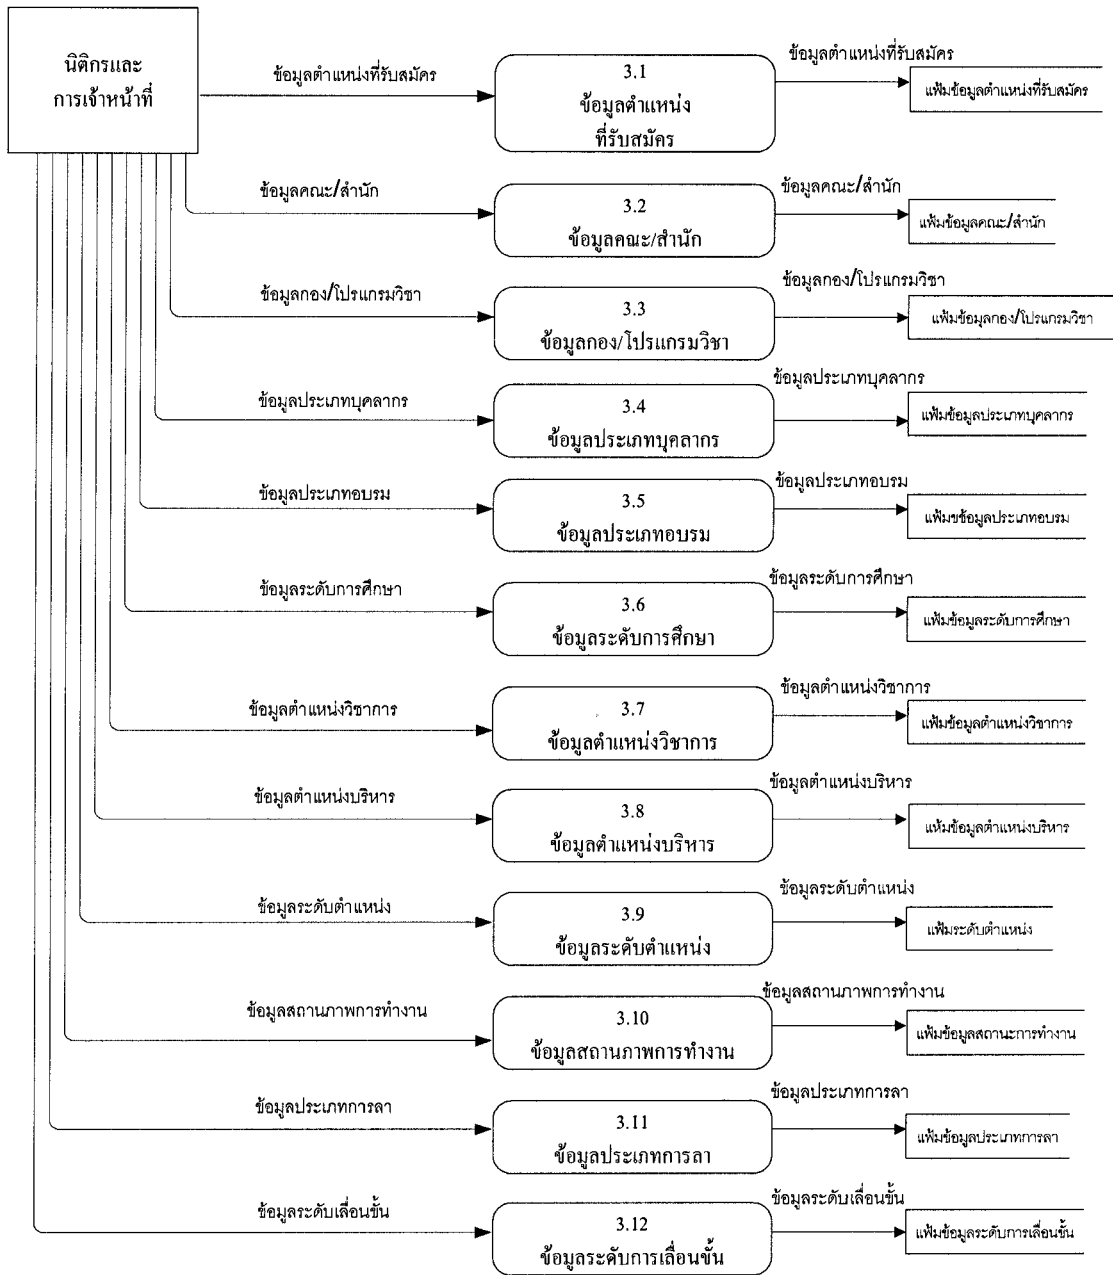 นิติกรและ
การเจ้าหน้าที่
ข้อมูลตำแหน่งที่รับสมัคร
3.1
ข้อมูลตำแหน่ง
ที่รับสมัคร
ข้อมูลตำแหน่งที่รับสมัคร
แฟ้มข้อมูลตำแหน่งที่รับสมัคร
ข้อมูลคณะ/สำนัก
3.2
ข้อมูลคณะ/สำนัก
ข้อมูลคณะ/สำนัก
แฟ้มข้อมูลคณะ/สำนัก
ข้อมูลกอง/โปรแกรมวิชา
3.3
ข้อมูลกอง/โปรแกรมวิชา
ข้อมูลกอง/โปรแกรมวิชา
แฟ้มข้อมูลกอง/โปรแกรมวิชา
ข้อมูลประเภทบุคลากร
3.4
ข้อมูลประเภทบุคลากร
ข้อมูลประเภทบุคลากร
แฟ้มข้อมูลประเภทบุคลากร
ข้อมูลประเภทอบรม
3.5
ข้อมูลประเภทอบรม
ข้อมูลประเภทอบรม
แฟ้มขช้อมูลประเภทอบรม
ข้อมูลระดับการศึกษา
3.6
ข้อมูลระดับการศึกษา
ข้อมูลระดับการศึกษา
แฟ้มข้อมูลระดับการศึกษา
ข้อมูลตำแหน่งวิชาการ
3.7
ข้อมูลตำแหน่งวิชาการ
ข้อมูลตำแหน่งวิชาการ
แฟ้มข้อมูลตำแหน่งวิชาการ
ข้อมูลตำแหน่งบริหาร
3.8
ข้อมูลตำแหน่งบริหาร
ข้อมูลตำแหน่งบริหาร
แห้มข้อมูลตำแหน่งบริหาร
ข้อมูลระดับตำแหน่ง
3.9
ข้อมูลระดับตำแหน่ง
ข้อมูลระดับตำแหน่ง
แฟ้มระดับตำแหน่ง
ข้อมูลสถานภาพการทำงาน
3.10
ข้อมูลสถานภาพการทำงาน
ข้อมูลสถานภาพการทำงาน
แฟ้มข้อมูลสถานะการทำงาน
ข้อมูลประเภทการลา
3.11
ข้อมูลประเภทการลา
ข้อมูลประเภทการลา
แฟ้มข้อมูลประเภทการลา
ข้อมูลระดับเลื่อนขั้น
3.12
ข้อมูลระดับการเลื่อนขั้น
ข้อมูลระดับเลื่อนขั้น
แฟ้มข้อมูลระดับการเลื่อนขั้น